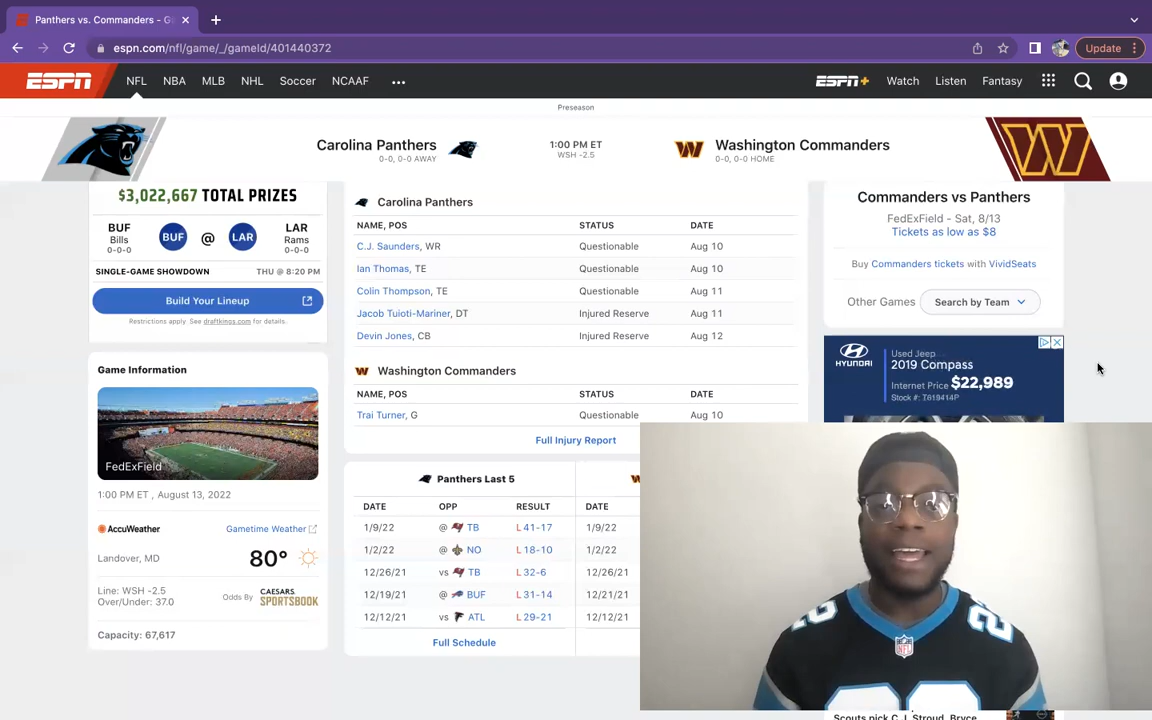 Panthers vs. Commanders - G
espn.com/nfl/game/_/gameId/401440372
Update
ESPN
NFL
NBA
MLB
NHL
Soccer
NCAAF
ESPN+
Watch
Listen
Fantasy
Preseason
Carolina Panthers
0-0, 0-0 AWAY
1:00 PM ET
WSH -2.5
Washington Commanders
0-0, 0-0 HOME
$3,022,667 TOTAL PRIZES
BUF
Bills
0-0-0
BUF
@
LAR
LAR
Rams
0-0-0
SINGLE-GAME SHOWDOWN
THU @ 8:20 PM
Build Your Lineup
Restrictions apply. See draftkings.com for details.
Game Information
FedExField
1:00 PM ET , August 13, 2022
AccuWeather
Gametime Weather
Landover, MD
80°
Line: WSH -2.5
Over/Under: 37.0
Odds By
CAESARS
SPORTSBOOK
Capacity: 67,617
Carolina Panthers
NAME, POS STATUS DATE
C.J. Saunders, WR Questionable Aug 10
Ian Thomas, TE Questionable Aug 10
Colin Thompson, TE Questionable Aug 11
Jacob Tuioti-Mariner, DT Injured Reserve Aug 11
Devin Jones, CB Injured Reserve Aug 12
Washington Commanders
NAME, POS STATUS DATE
Trai Turner, G Questionable Aug 10
Full Injury Report
Panthers Last 5
DATE OPP RESULT DATE
1/9/22 @ TB L 41-17 1/9/22
1/2/22 @ NO L 18-10 1/2/22
12/26/21 vs TB L 32-6 12/26/21
12/19/21 @ BUF L 31-14 12/21/21
12/12/21 vs ATL L 29-21 12/12/21
Full Schedule
Commanders vs Panthers
FedExField - Sat, 8/13
Tickets as low as $8
Buy Commanders tickets with VividSeats
Other Games
Search by Team
HYUNDAI
Used Jeep
2019 Compass
Internet Price $22,989
Stock #: T619414P
NFL
22
Scouts pick C.J. Stroud, Bryce